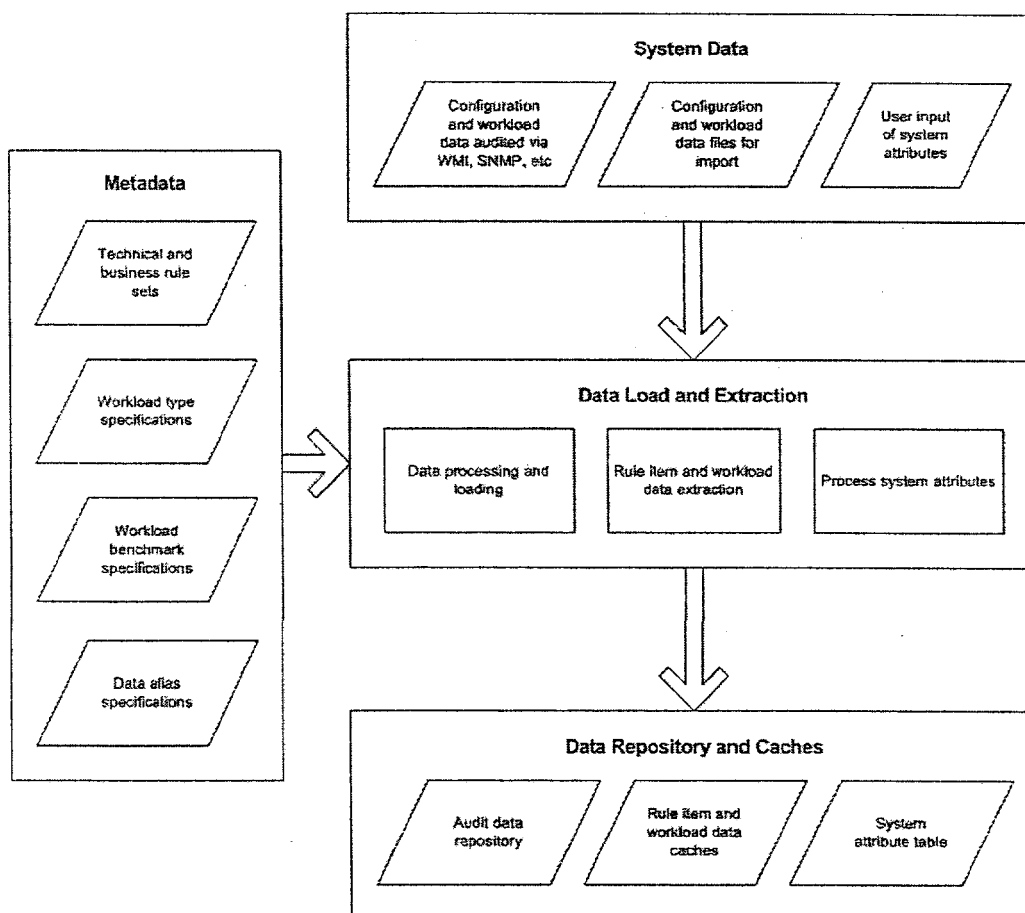 System Data
Configuration
and workload
data audited via
WMI, SNMP, etc
Configuration
and workload
data files for
import
User input
of system
attributes
Metadata
Technical and
business rule
sets
Workload type
specifications
Workload
benchmark
specifications
Data alias
specifications
Data Load and Extraction
Data processing and
loading
Rule item and workload
data extraction
Process system attributes
Data Repository and Caches
Audit data
repository
Rule item and
workload data
caches
System
attribute table